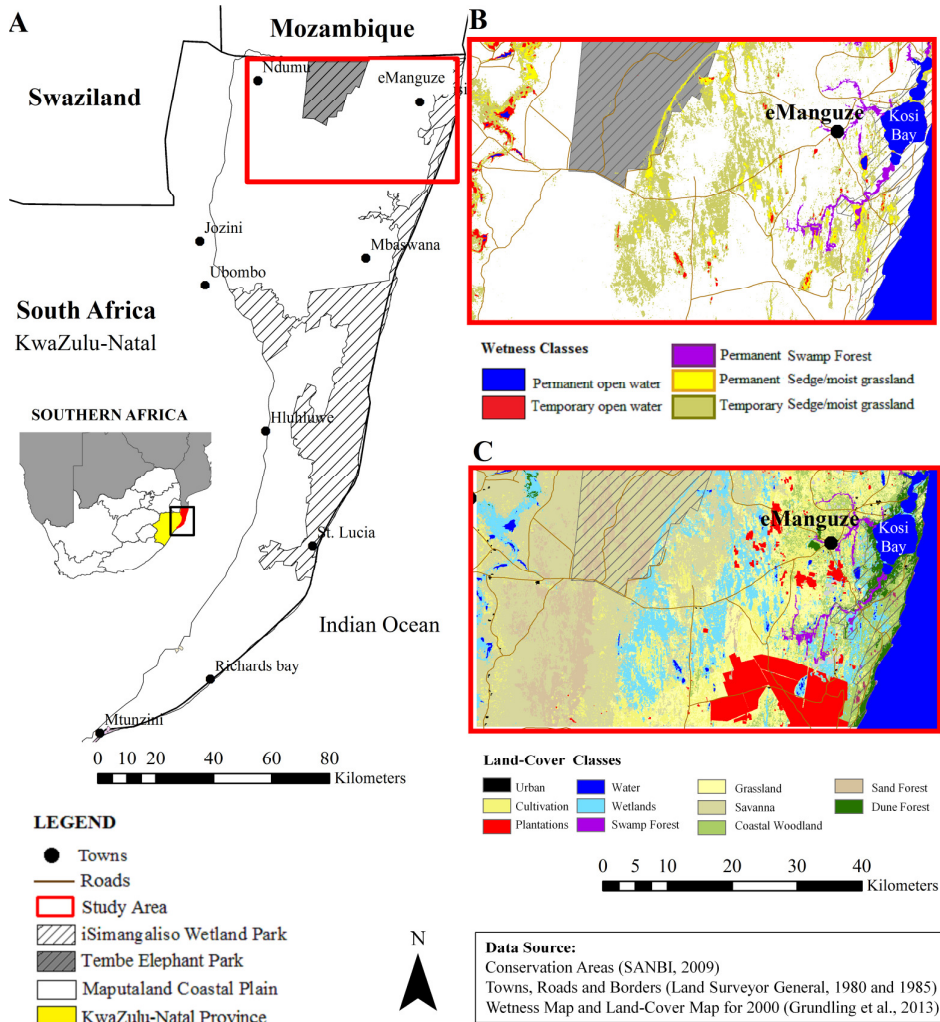 A
Mozambique
Swaziland
Ndumu
eManguze
Jozini
Mbaswana
Ubombo
South Africa
KwaZulu-Natal
SOUTHERN AFRICA
Hluhluwe
St. Lucia
Indian Ocean
Richards bay
Mtunzini
0 10 20 40 60 80
Kilometers
LEGEND
Towns
Roads
Study Area
iSimangaliso Wetland Park
Tembe Elephant Park
Maputaland Coastal Plain
KwaZulu-Natal Province
N
B
eManguze
Kosi
Bay
Wetness Classes
Permanent open water
Temporary open water
Permanent Swamp Forest
Permanent Sedge/moist grassland
Temporary Sedge/moist grassland
C
eManguze
Kosi
Bay
Land-Cover Classes
Urban
Cultivation
Plantations
Water
Wetlands
Swamp Forest
Grassland
Savanna
Coastal Woodland
Sand Forest
Dune Forest
0 5 10 20 30 40
Kilometers
Data Source:
Conservation Areas (SANBI, 2009)
Towns, Roads and Borders (Land Surveyor General, 1980 and 1985)
Wetness Map and Land-Cover Map for 2000 (Grundling et al., 2013)